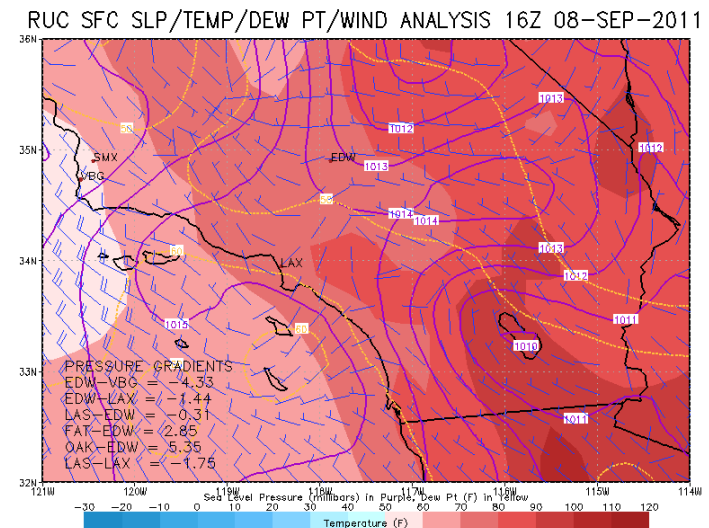 RUC SFC SLP/TEMP/DEW PT/WIND ANALYSIS 16Z 08-SEP-2011
36N
1013
50
1012
1012
35N
SMX
EDW
1013
VBG
55
1014
1014
60
1013
34N
LAX
1012
1015
1011
60
1010
33N
PRESSURE GRADIENTS
EDW-VBG = -4.33
EDW-LAX = -1.44
LAS-EDW = -0.31
FAT-EDW = 2.85
OAK-EDW = 5.35
LAS-LAX = -1.75
1011
32N
121W 120W 119W 118W 117W 116W 115W 114W
Sea Level Pressure (millibars) in Purple, Dew Pt (F) in Yellow
-30 -20 -10 0 10 20 30 40 50 60 70 80 90 100 110 120
Temperature (F)